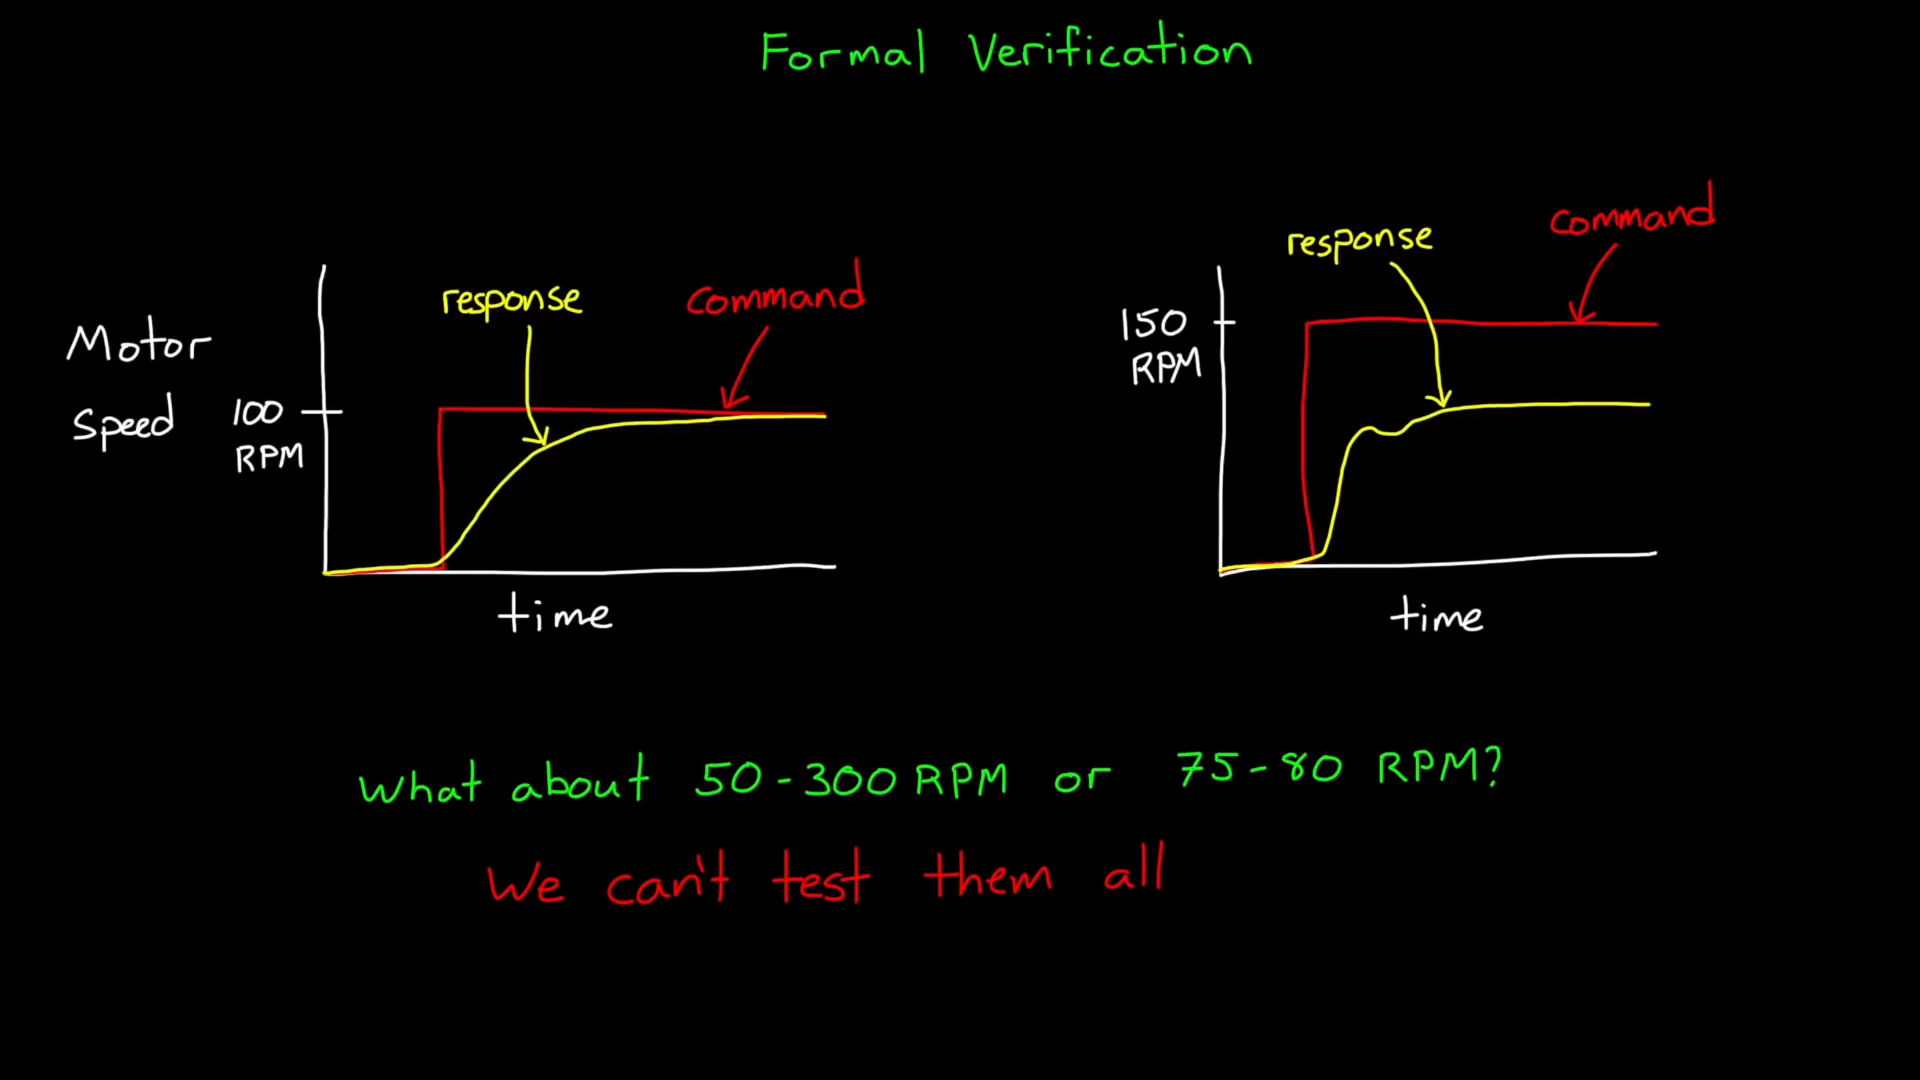 Formal Verification
Motor
Speed
100
RPM
response
command
time
150
RPM
response
command
time
What about 50-300 RPM or 75-80 RPM?
We can't test them all